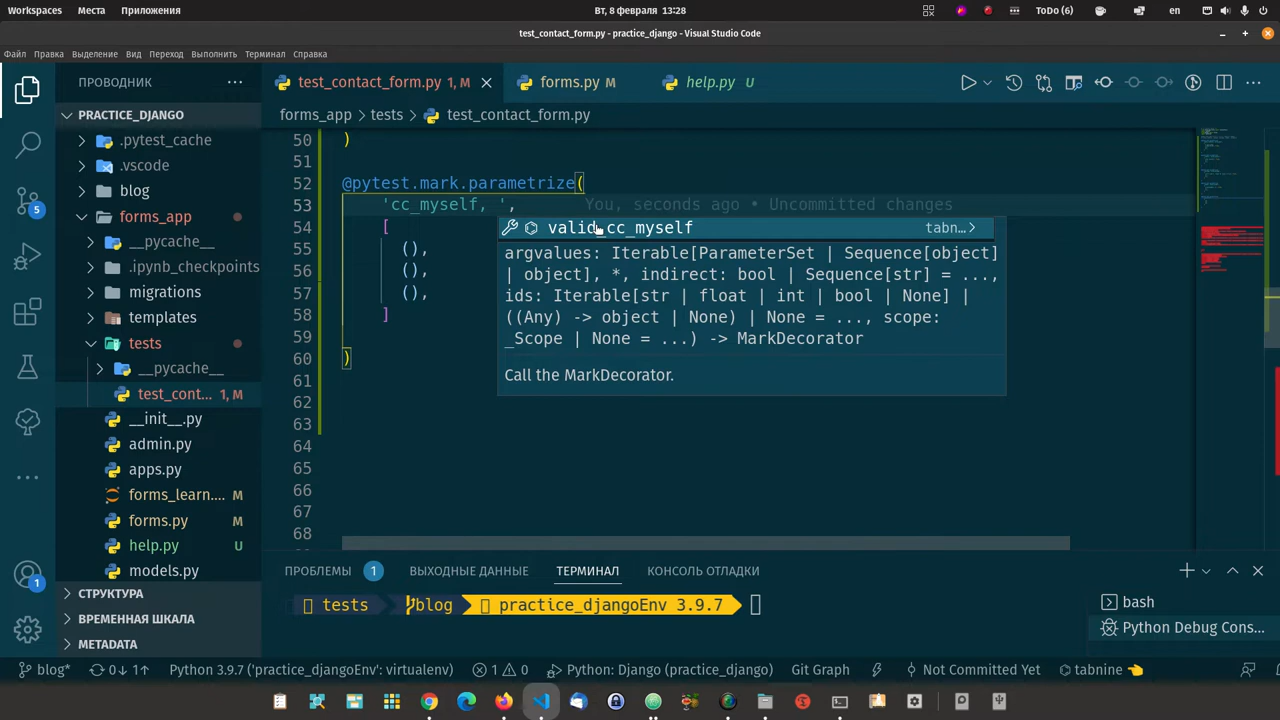 Workspaces Места Приложения Вт, 8 февраля 13:28 ToDo (6) en
test_contact_form.py - practice_django - Visual Studio Code
Файл Правка Выделение Вид Переход Выполнить Терминал Справка
ПРОВОДНИК ··· test_contact_form.py 1, M forms.py M help.py U
PRACTICE_DJANGO forms_app > tests > test_contact_form.py
.pytest_cache
.vscode
blog
forms_app
__pycache__
.ipynb_checkpoints
migrations
templates
tests
__pycache__
test_cont... 1, M
__init__.py
admin.py
apps.py
forms_learn.... M
forms.py M
help.py U
models.py
СТРУКТУРА
ВРЕМЕННАЯ ШКАЛА
METADATA
5
1
50 )
51
52 @pytest.mark.parametrize(
53 'cc_myself, ', You, seconds ago • Uncommitted changes
54 [
55 (),
56 (),
57 (),
58 ]
59
60 )
61
62
63
64
65
66
67
68
valid_cc_myself tabn...
argvalues: Iterable[ParameterSet | Sequence[object]
| object], *, indirect: bool | Sequence[str] = ...,
ids: Iterable[str | float | int | bool | None] |
((Any) -> object | None) | None = ..., scope:
_Scope | None = ...) -> MarkDecorator
Call the MarkDecorator.
ПРОБЛЕМЫ 1 ВЫХОДНЫЕ ДАННЫЕ ТЕРМИНАЛ КОНСОЛЬ ОТЛАДКИ
tests blog practice_djangoEnv 3.9.7
bash
Python Debug Cons...
blog* 0↓ 1↑ Python 3.9.7 ('practice_djangoEnv': virtualenv) 1 0 Python: Django (practice_django) Git Graph Not Committed Yet tabnine